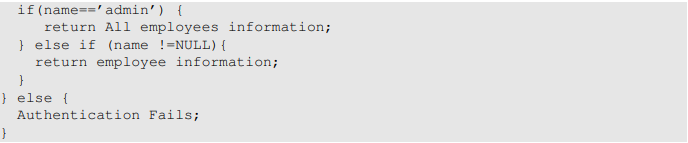 if(name=='admin') {
return All employees information;
} else if (name !=NULL){
return employee information;
}
} else {
Authentication Fails;
}